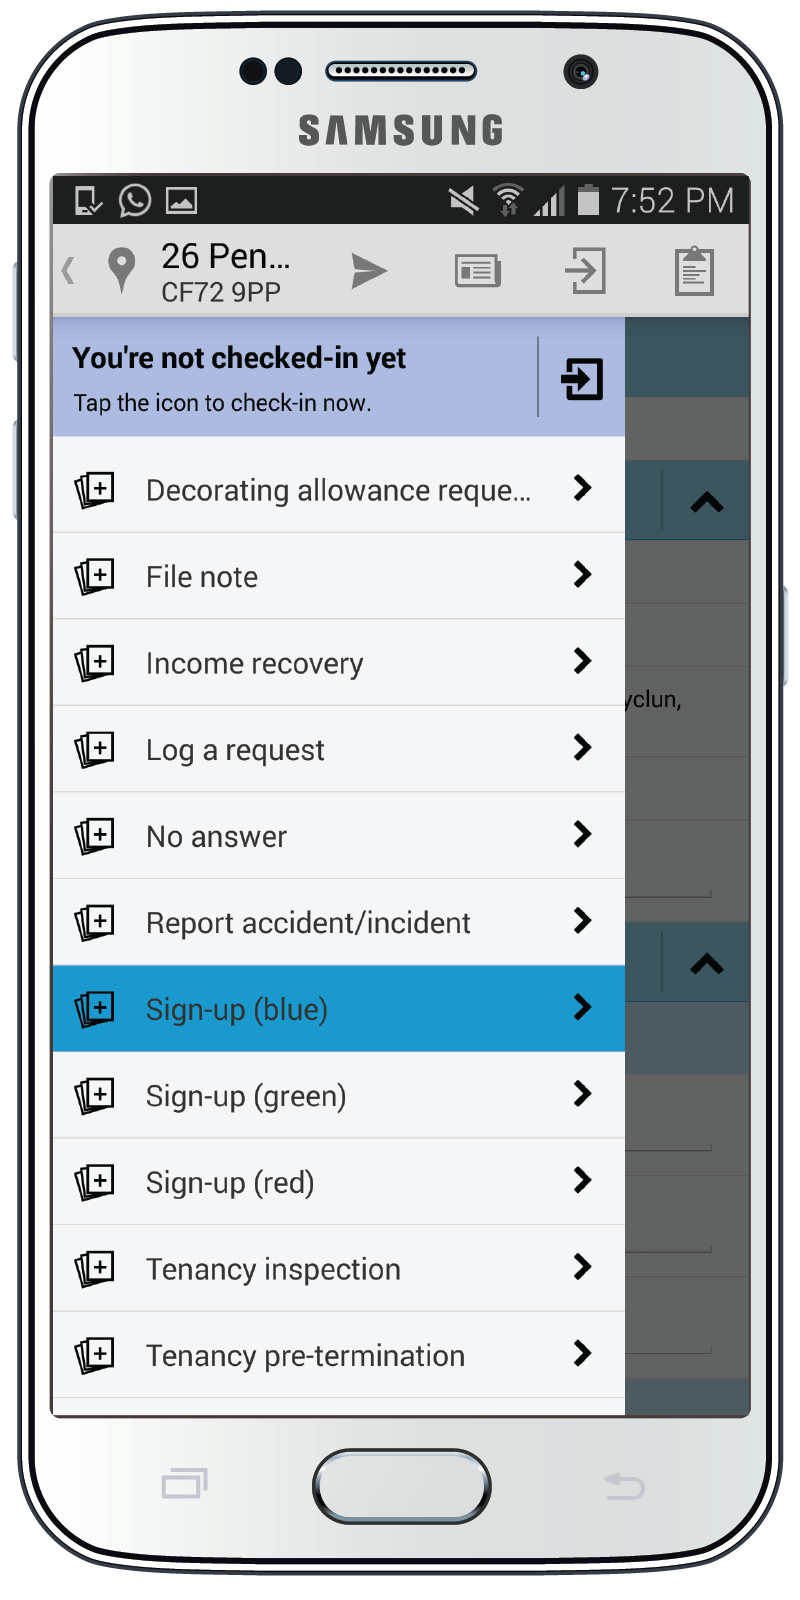 SAMSUNG
7:52 PM
26 Pen...
CF72 9PP
You're not checked-in yet
Tap the icon to check-in now.
Decorating allowance reque...
File note
Income recovery
yclun,
Log a request
No answer
Report accident/incident
Sign-up (blue)
Sign-up (green)
Sign-up (red)
Tenancy inspection
Tenancy pre-termination